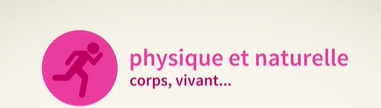 physique et naturelle
corps, vivant...